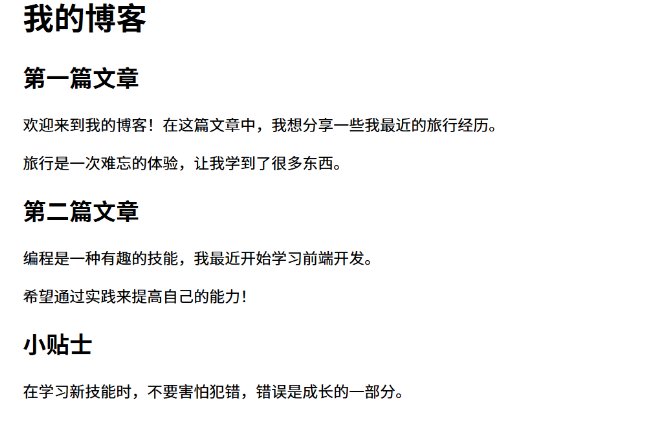 我的博客
第一篇文章
欢迎来到我的博客！在这篇文章中，我想分享一些我最近的旅行经历。
旅行是一次难忘的体验，让我学到了很多东西。
第二篇文章
编程是一种有趣的技能，我最近开始学习前端开发。
希望通过实践来提高自己的能力！
小贴士
在学习新技能时，不要害怕犯错，错误是成长的一部分。